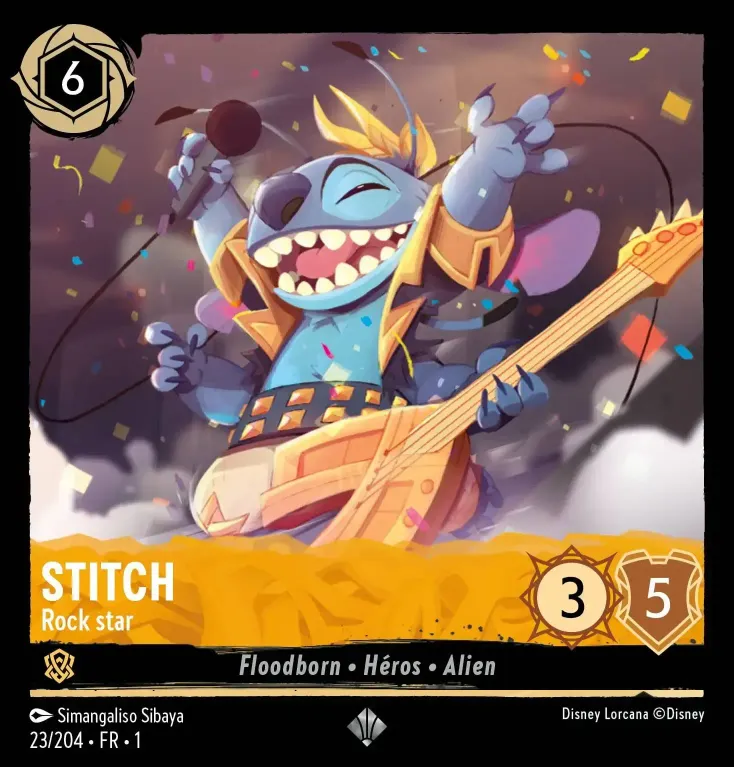 6
STITCH
Rock star
3
5
Floodborn • Héros • Alien
Simangaliso Sibaya
Disney Lorcana ©Disney
23/204 • FR • 1